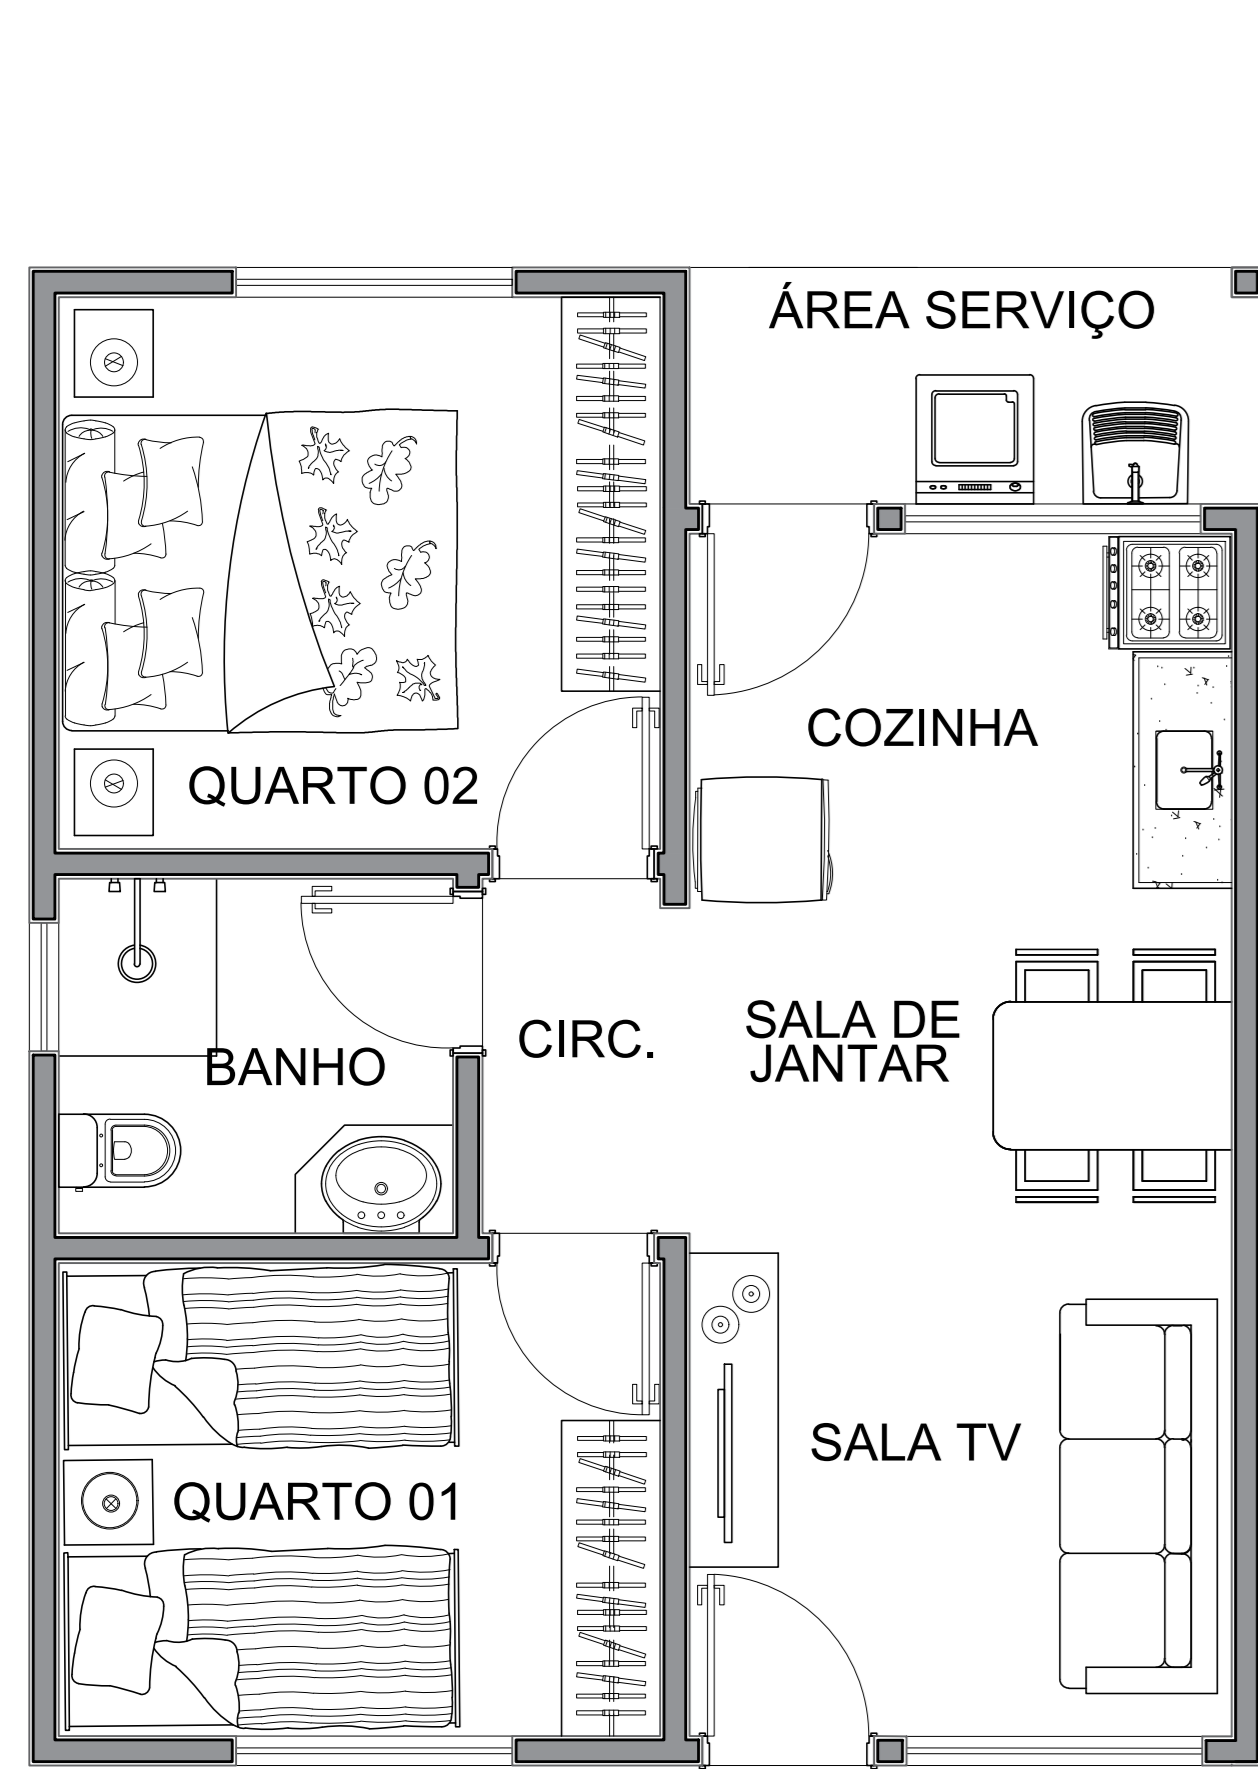 ÁREA SERVIÇO
COZINHA
QUARTO 02
SALA DE
JANTAR
CIRC.
BANHO
SALA TV
QUARTO 01